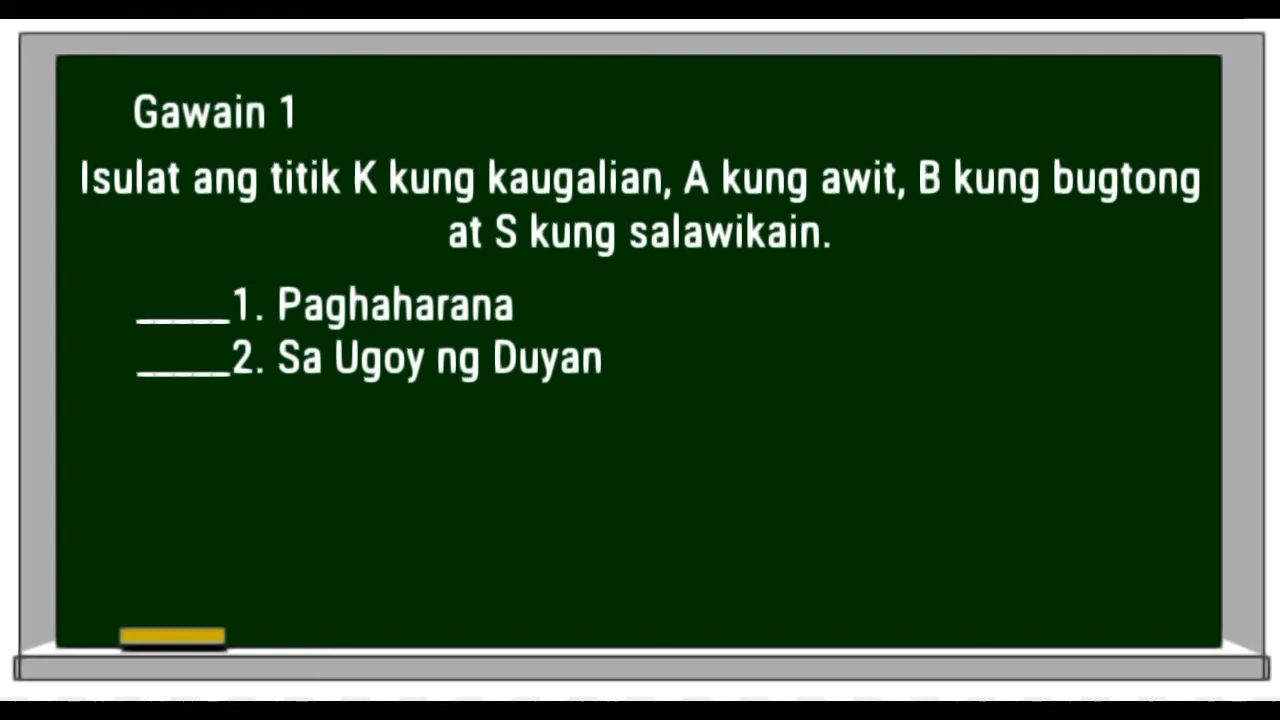 Gawain 1
Isulat ang titik K kung kaugalian, A kung awit, B kung bugtong
at S kung salawikain.
_____1. Paghaharana
_____2. Sa Ugoy ng Duyan